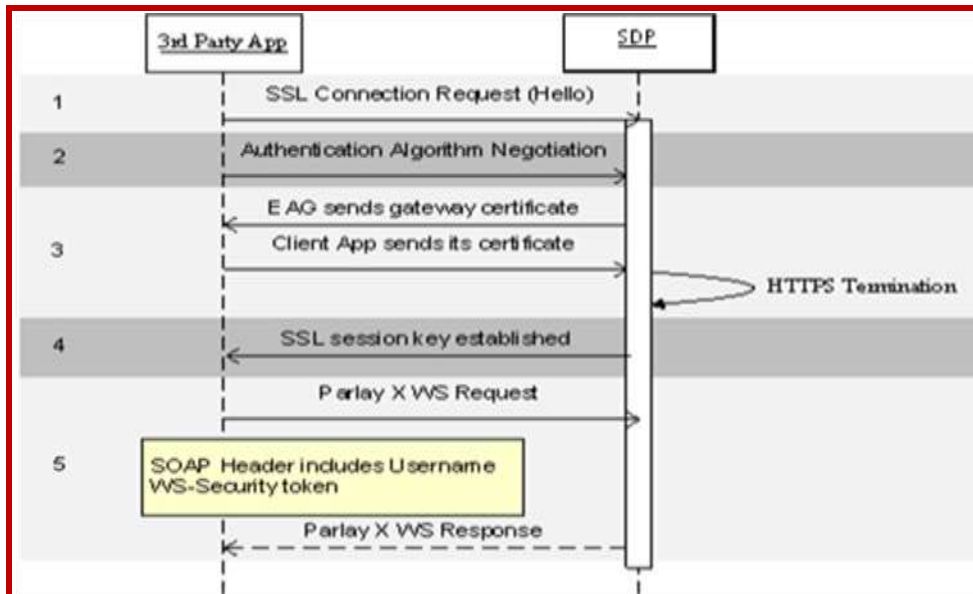 3rd Party App
SDP
1
SSL Connection Request (Hello)
2
Authentication Algorithm Negotiation
3
EAG sends gateway certificate
Client App sends its certificate
HTTPS Termination
4
SSL session key established
5
Parlay X WS Request
SOAP Header includes Username
WS-Security token
Parlay X WS Response